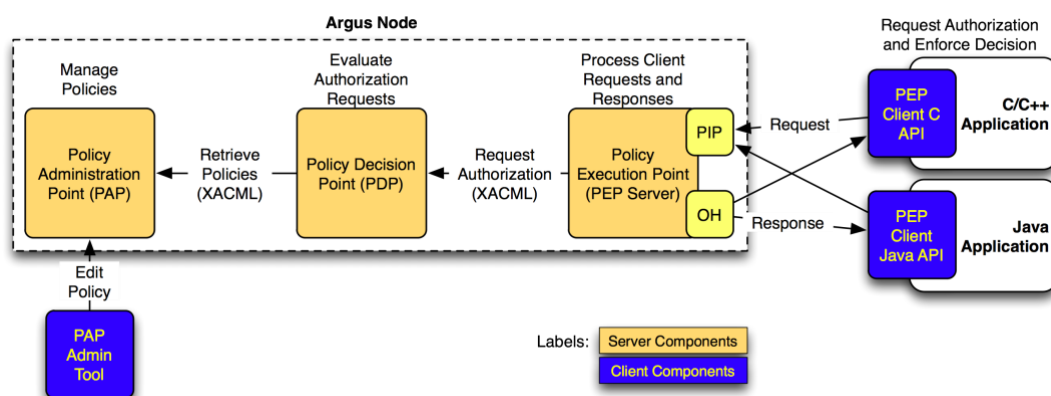 Argus Node
Request Authorization
and Enforce Decision
Manage
Policies
Evaluate
Authorization
Requests
Process Client
Requests and
Responses
Policy
Administration
Point (PAP)
Retrieve
Policies
(XACML)
Policy Decision
Point (PDP)
Request
Authorization
(XACML)
Policy
Execution Point
(PEP Server)
PIP
OH
Request
Response
PEP
Client C
API
C/C++
Application
PEP
Client
Java API
Java
Application
Edit
Policy
PAP
Admin
Tool
Labels:
Server Components
Client Components